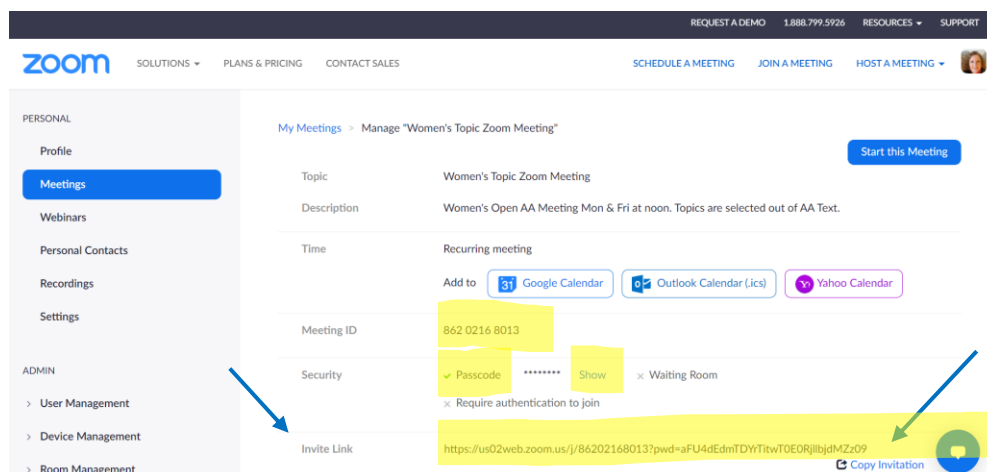 REQUEST A DEMO 1.888.799.5926 RESOURCES SUPPORT
zoom SOLUTIONS PLANS & PRICING CONTACT SALES SCHEDULE A MEETING JOIN A MEETING HOST A MEETING
PERSONAL
Profile
Meetings
Webinars
Personal Contacts
Recordings
Settings
ADMIN
> User Management
> Device Management
> Room Management
My Meetings > Manage "Women's Topic Zoom Meeting"
Start this Meeting
Topic Women's Topic Zoom Meeting
Description Women's Open AA Meeting Mon & Fri at noon. Topics are selected out of AA Text.
Time Recurring meeting
Add to 31 Google Calendar Outlook Calendar (.ics) Yahoo Calendar
Meeting ID 862 0216 8013
Security ✓ Passcode ******** Show × Waiting Room
× Require authentication to join
Invite Link https://us02web.zoom.us/j/86202168013?pwd=aFU4dEdmTDYrTitwT0E0RjllbjdMZz09
Copy Invitation